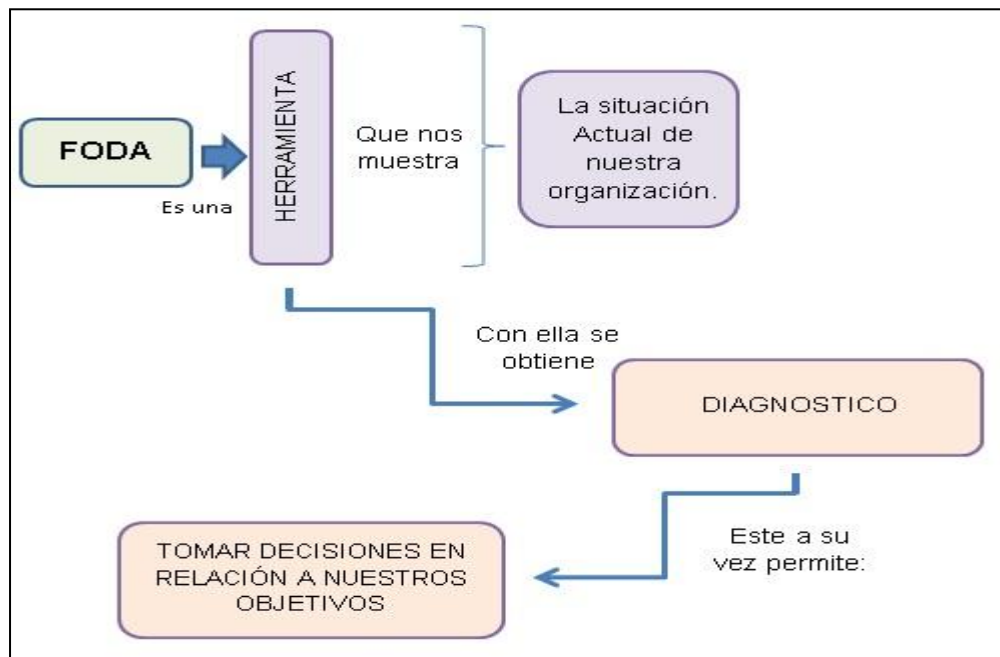 FODA
Es una
HERRAMIENTA
Que nos
muestra
La situación
Actual de
nuestra
organización.
Con ella se
obtiene
DIAGNOSTICO
Este a su
vez permite:
TOMAR DECISIONES EN
RELACIÓN A NUESTROS
OBJETIVOS